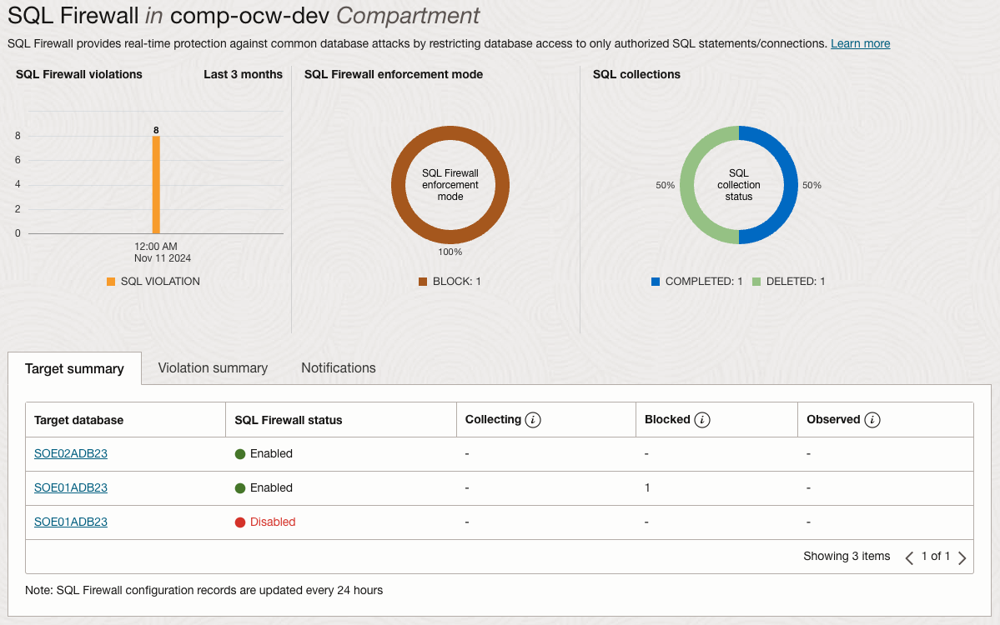 SQL Firewall in comp-ocw-dev Compartment
SQL Firewall provides real-time protection against common database attacks by restricting database access to only authorized SQL statements/connections. Learn more
SQL Firewall violations
Last 3 months
8
8
6
4
2
0
12:00 AM
Nov 11 2024
SQL VIOLATION
SQL Firewall enforcement mode
SQL Firewall
enforcement
mode
100%
BLOCK: 1
SQL collections
50%
SQL
collection
status
50%
COMPLETED: 1
DELETED: 1
Target summary
Violation summary
Notifications
Target database SQL Firewall status Collecting i Blocked i Observed i
SOE02ADB23 Enabled - - -
SOE01ADB23 Enabled - 1 -
SOE01ADB23 Disabled - - -
Showing 3 items < 1 of 1 >
Note: SQL Firewall configuration records are updated every 24 hours